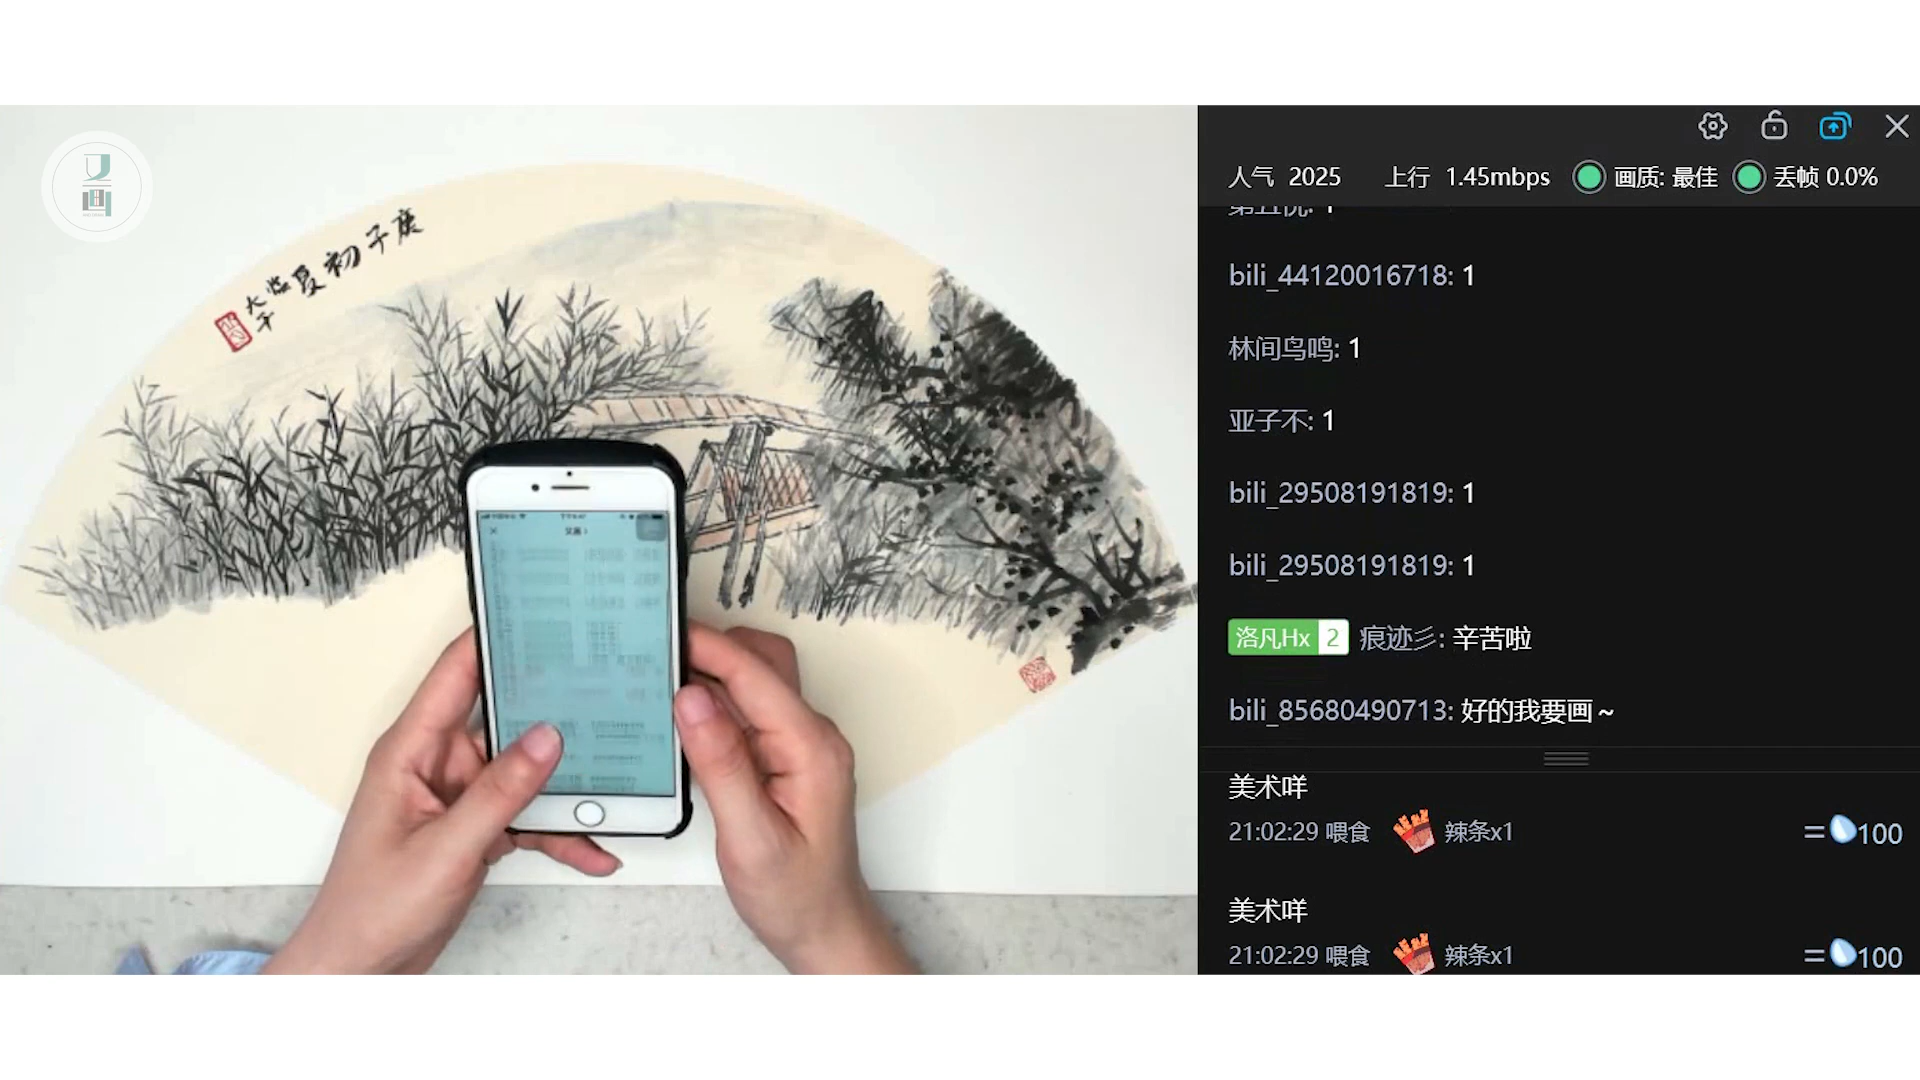 庚子初夏临
大千
人气 2025 上行 1.45mbps 画质: 最佳 丢帧 0.0%
bili_44120016718: 1
林间鸟鸣: 1
亚子不: 1
bili_29508191819: 1
bili_29508191819: 1
洛凡Hx 2 痕迹彡: 辛苦啦
bili_85680490713: 好的我要画~
美术咩
21:02:29 喂食 辣条x1 =100
美术咩
21:02:29 喂食 辣条x1 =100